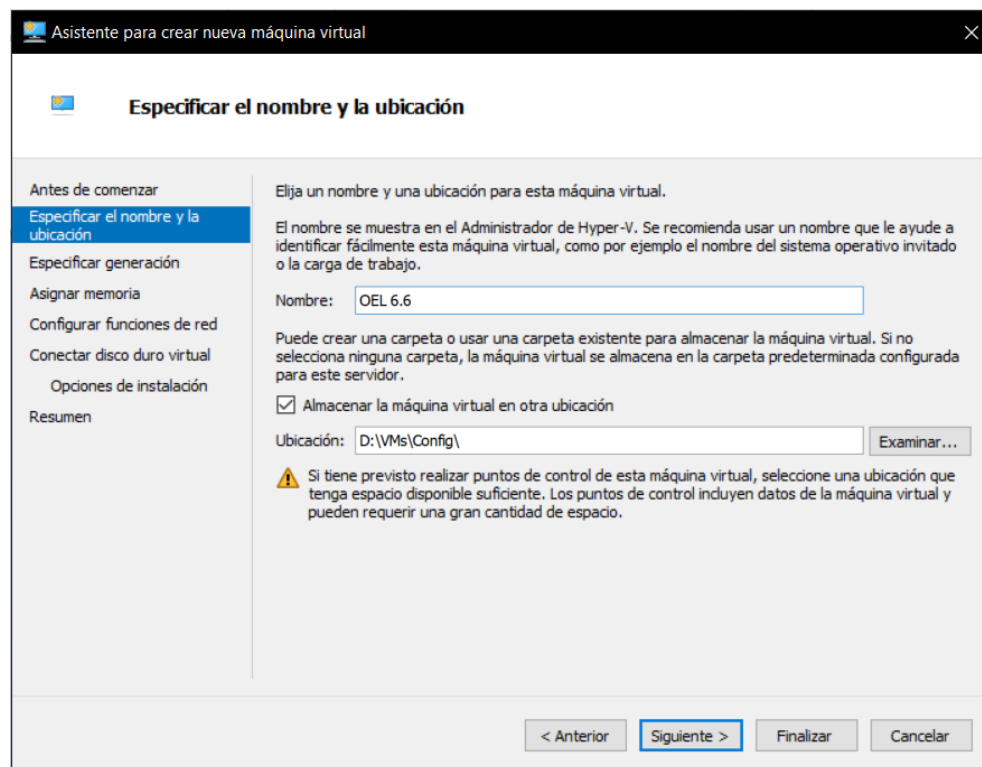 Asistente para crear nueva máquina virtual
Especificar el nombre y la ubicación
Antes de comenzar
Especificar el nombre y la
ubicación
Especificar generación
Asignar memoria
Configurar funciones de red
Conectar disco duro virtual
Opciones de instalación
Resumen
Elija un nombre y una ubicación para esta máquina virtual.
El nombre se muestra en el Administrador de Hyper-V. Se recomienda usar un nombre que le ayude a
identificar fácilmente esta máquina virtual, como por ejemplo el nombre del sistema operativo invitado
o la carga de trabajo.
Nombre: OEL 6.6
Puede crear una carpeta o usar una carpeta existente para almacenar la máquina virtual. Si no
selecciona ninguna carpeta, la máquina virtual se almacena en la carpeta predeterminada configurada
para este servidor.
Almacenar la máquina virtual en otra ubicación
Ubicación: D:\VMs\Config\ Examinar...
Si tiene previsto realizar puntos de control de esta máquina virtual, seleccione una ubicación que
tenga espacio disponible suficiente. Los puntos de control incluyen datos de la máquina virtual y
pueden requerir una gran cantidad de espacio.
< Anterior Siguiente > Finalizar Cancelar